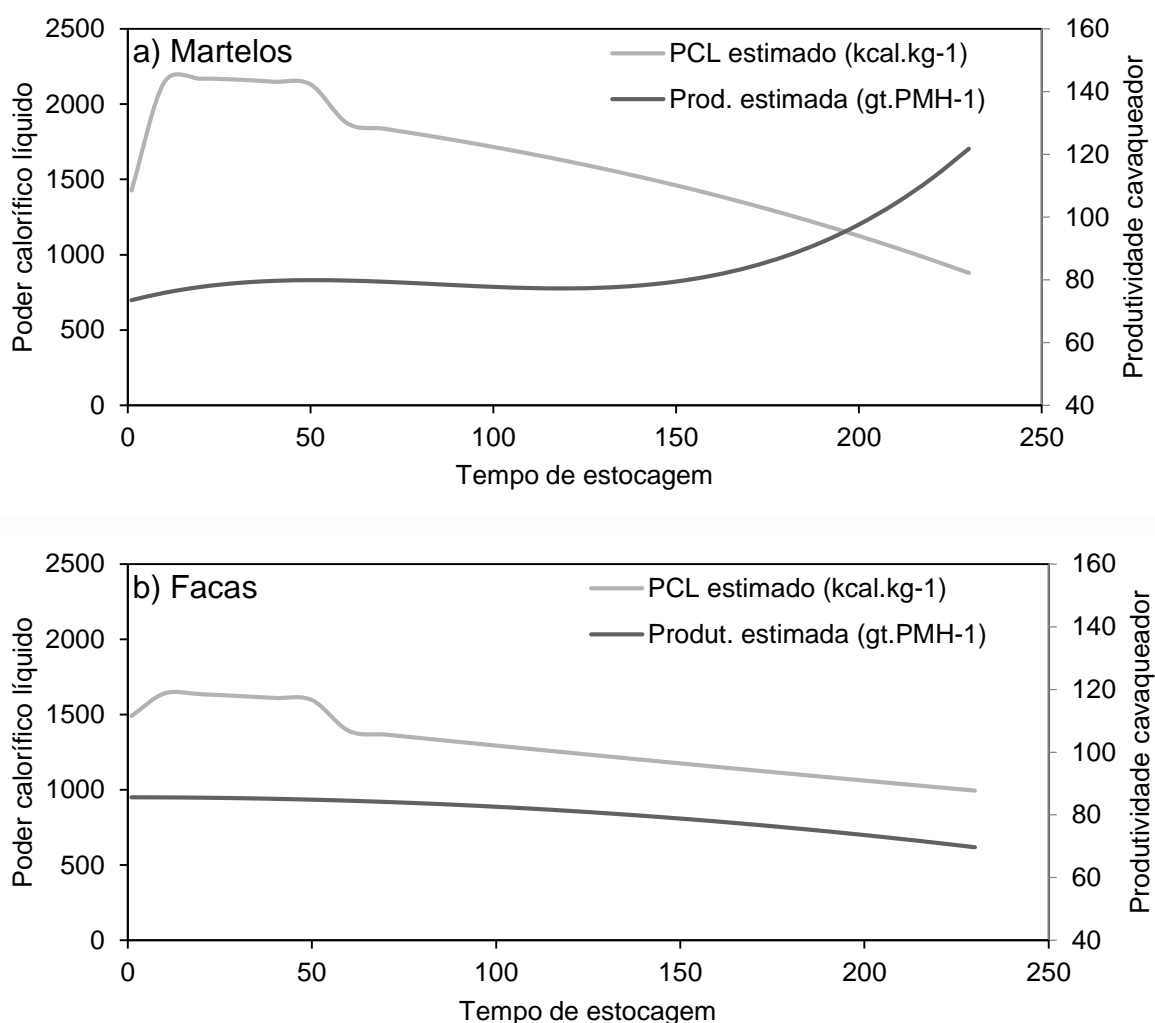 a) Martelos
PCL estimado (kcal.kg-1)
Prod. estimada (gt.PMH-1)
Poder calorífico líquido
2500
2000
1500
1000
500
0
160
140
120
100
80
60
40
Produtividade cavaqueador
0 50 100 150 200 250
Tempo de estocagem
b) Facas
PCL estimado (kcal.kg-1)
Produt. estimada (gt.PMH-1)
Poder calorífico líquido
2500
2000
1500
1000
500
0
160
140
120
100
80
60
40
Produtividade cavaqueador
0 50 100 150 200 250
Tempo de estocagem